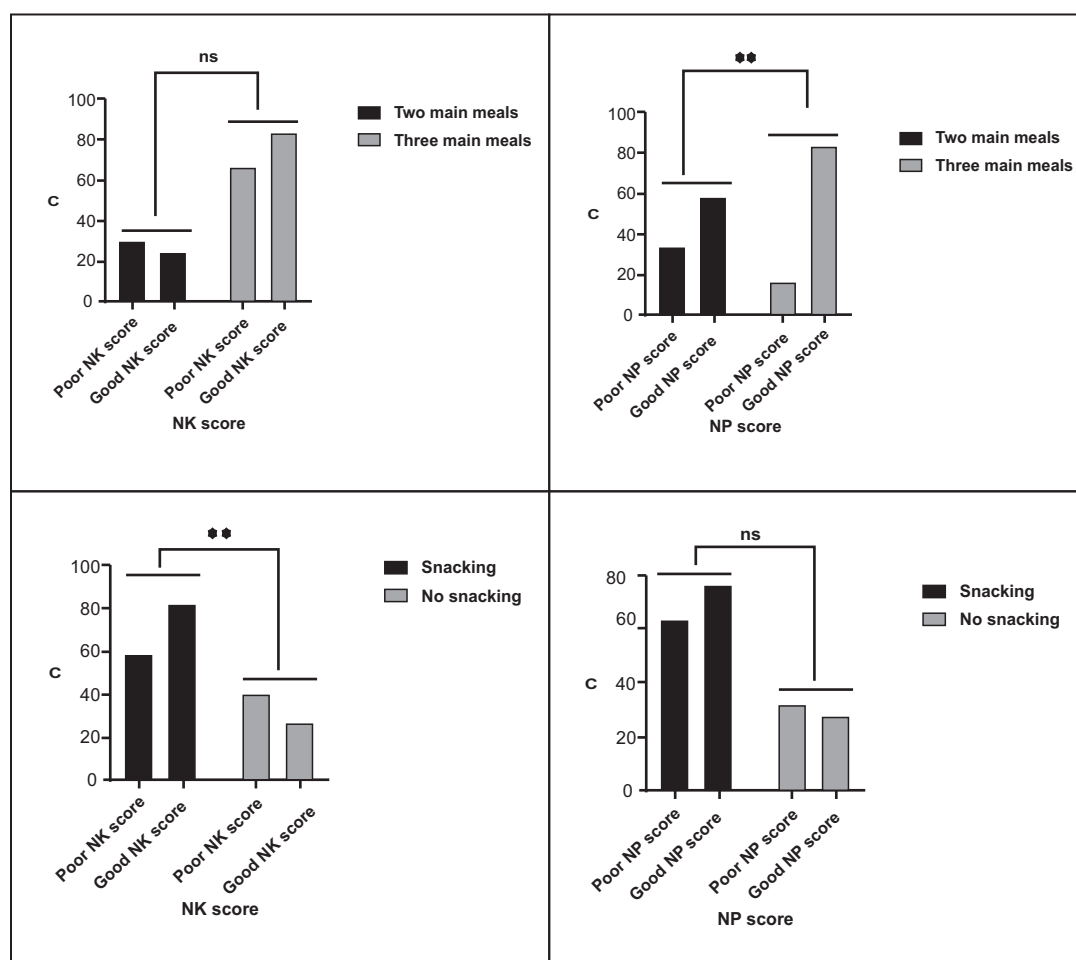 ns
100
80
60
40
20
0
C
Two main meals
Three main meals
Poor NK score
Good NK score
Poor NK score
Good NK score
NK score
**
100
80
60
40
20
0
C
Two main meals
Three main meals
Poor NP score
Good NP score
Poor NP score
Good NP score
NP score
**
100
80
60
40
20
0
C
Snacking
No snacking
Poor NK score
Good NK score
Poor NK score
Good NK score
NK score
ns
80
60
40
20
0
C
Snacking
No snacking
Poor NP score
Good NP score
Poor NP score
Good NP score
NP score